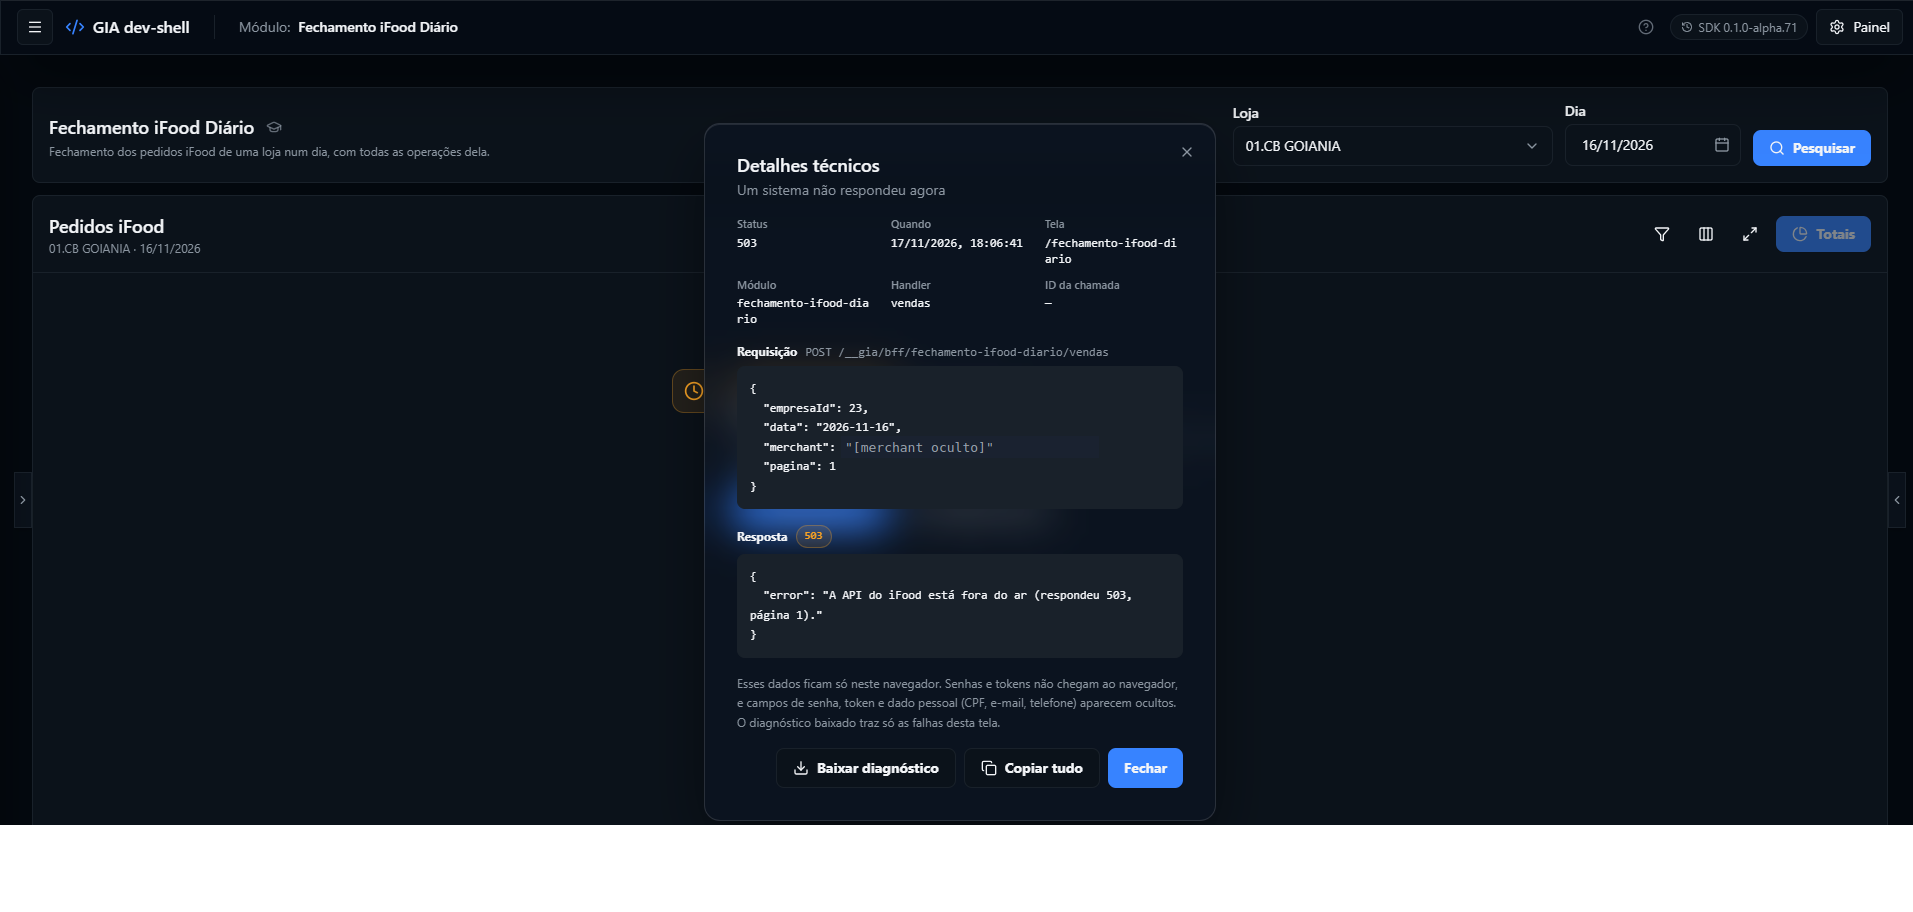 GIA dev-shell
Módulo: Fechamento iFood Diário
SDK 0.1.0-alpha.71
Painel
Fechamento iFood Diário
Fechamento dos pedidos iFood de uma loja num dia, com todas as operações dela.
Loja
01.CB GOIANIA
Dia
16/11/2026
Pesquisar
Pedidos iFood
01.CB GOIANIA · 16/11/2026
Totais
Detalhes técnicos
Um sistema não respondeu agora
Status
503
Quando
17/11/2026, 18:06:41
Tela
/fechamento-ifood-di
ario
Módulo
fechamento-ifood-dia
rio
Handler
vendas
ID da chamada
—
Requisição POST /__gia/bff/fechamento-ifood-diario/vendas
{
"empresaId": 23,
"data": "2026-11-16",
"merchant": "[merchant oculto]"
"pagina": 1
}
Resposta 503
{
"error": "A API do iFood está fora do ar (respondeu 503,
página 1)."
}
Esses dados ficam só neste navegador. Senhas e tokens não chegam ao navegador,
e campos de senha, token e dado pessoal (CPF, e-mail, telefone) aparecem ocultos.
O diagnóstico baixado traz só as falhas desta tela.
Baixar diagnóstico
Copiar tudo
Fechar